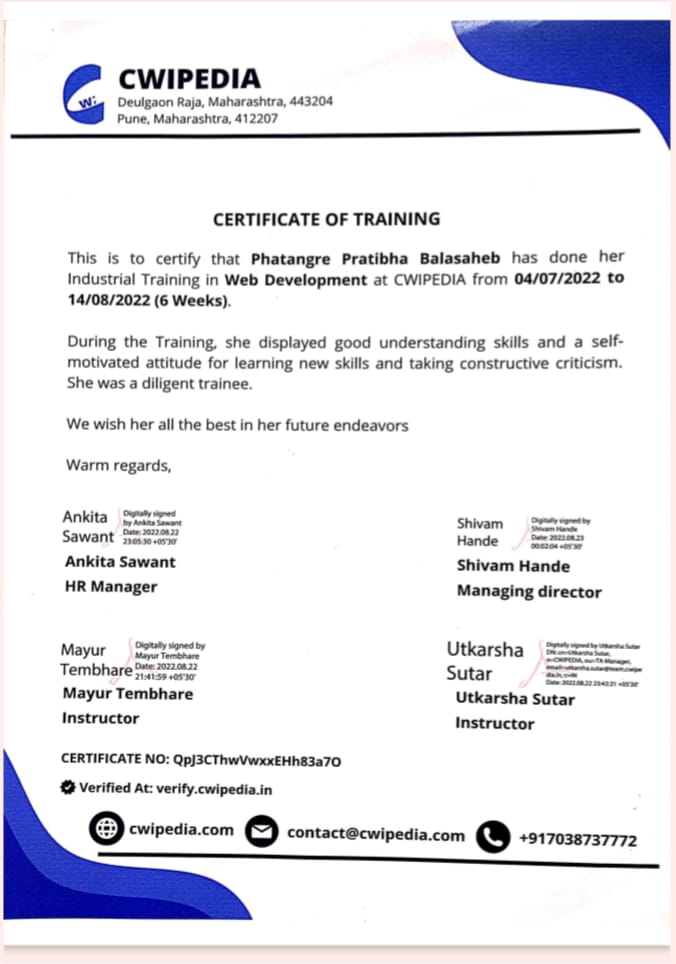 CWIPEDIA
Deulgaon Raja, Maharashtra, 443204
Pune, Maharashtra, 412207
w:
CERTIFICATE OF TRAINING
This is to certify that Phatangre Pratibha Balasaheb has done her
Industrial Training in Web Development at CWIPEDIA from 04/07/2022 to
14/08/2022 (6 Weeks).
During the Training, she displayed good understanding skills and a self-
motivated attitude for learning new skills and taking constructive criticism.
She was a diligent trainee.
We wish her all the best in her future endeavors
Warm regards,
Ankita
Sawant
Digitally signed
by Ankita Sawant
Date: 2022.08.22
23:05:30 +05'30'
Ankita Sawant
HR Manager
Shivam
Hande
Digitally signed by
Shivam Hande
Date: 2022.08.23
00:02:04 +05'30'
Shivam Hande
Managing director
Mayur
Tembhare
Digitally signed by
Mayur Tembhare
Date: 2022.08.22
21:41:59 +05'30'
Mayur Tembhare
Instructor
Utkarsha
Sutar
Digitally signed by Utkarsha Sutar
DN: cn=Utkarsha Sutar,
o=CWIPEDIA, ou=TA Manager,
email=utkarsha.sutar@team.cwipe
dia.in, c=IN
Date: 2022.08.22 23:42:21 +05'30'
Utkarsha Sutar
Instructor
CERTIFICATE NO: QpJ3CThwVwxxEHh83a7O
Verified At: verify.cwipedia.in
cwipedia.com
contact@cwipedia.com
+917038737772